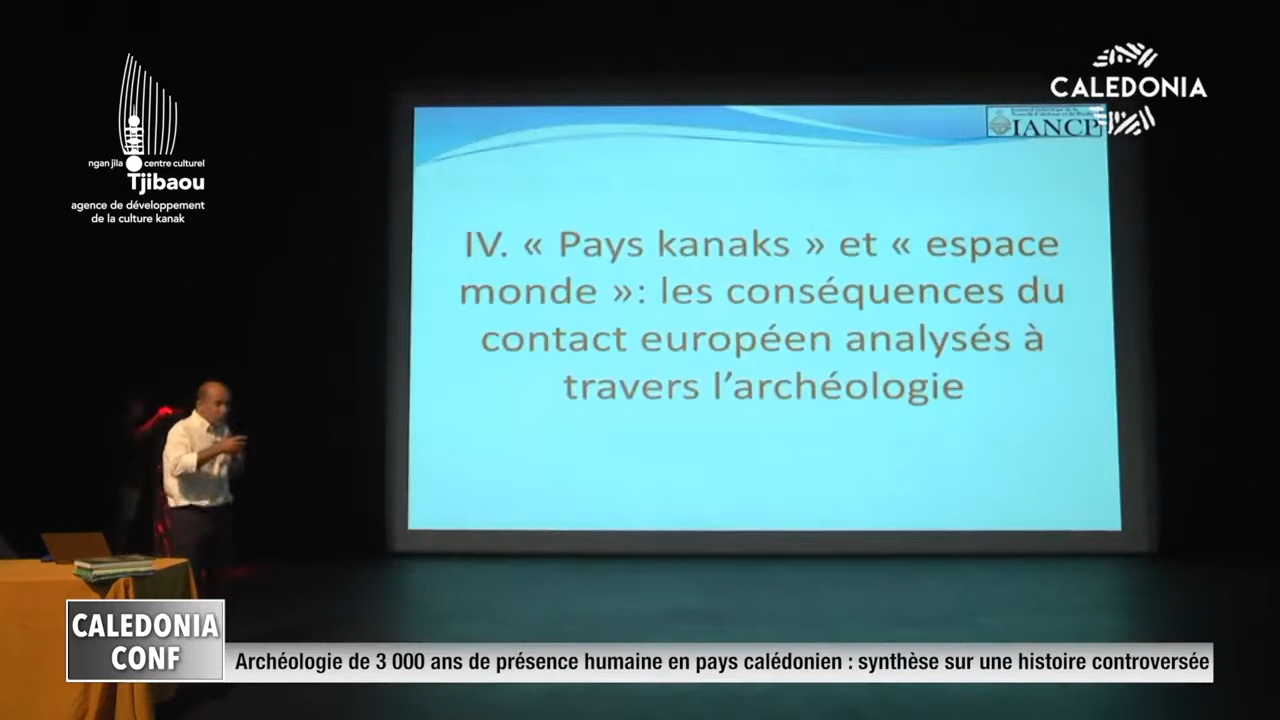 ngan jila centre culturel
Tjibaou
agence de développement
de la culture kanak
CALEDONIA
IANCP
IV. « Pays kanaks » et « espace
monde »: les conséquences du
contact européen analysés à
travers l'archéologie
CALEDONIA
CONF
Archéologie de 3 000 ans de présence humaine en pays calédonien : synthèse sur une histoire controversée